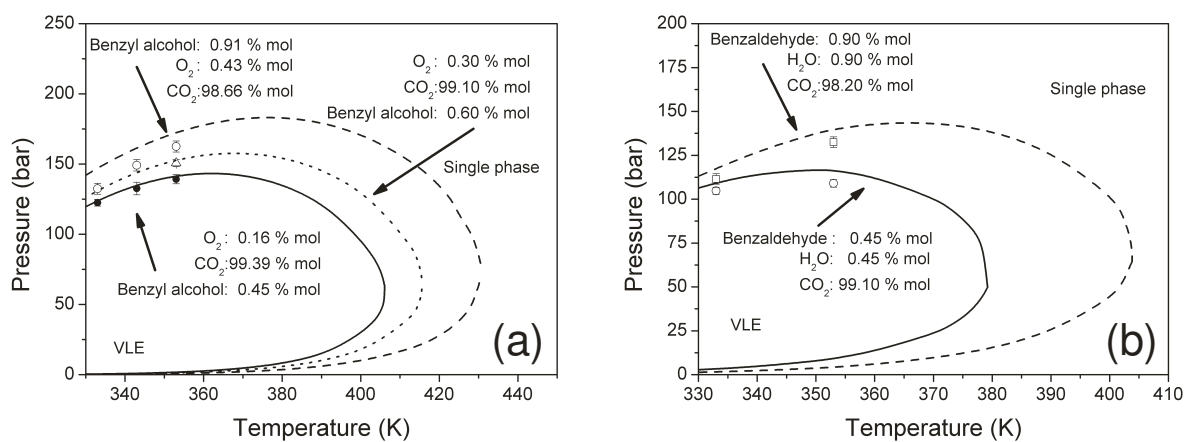 250
200
150
100
50
0
Pressure (bar)
Benzyl alcohol: 0.91 % mol
O2: 0.43 % mol
CO2:98.66 % mol
O2: 0.30 % mol
CO2:99.10 % mol
Benzyl alcohol: 0.60 % mol
Single phase
O2: 0.16 % mol
CO2:99.39 % mol
Benzyl alcohol: 0.45 % mol
VLE
(a)
340 360 380 400 420 440
Temperature (K)
200
175
150
125
100
75
50
25
0
Pressure (bar)
Benzaldehyde: 0.90 % mol
H2O: 0.90 % mol
CO2:98.20 % mol
Single phase
Benzaldehyde : 0.45 % mol
H2O: 0.45 % mol
CO2: 99.10 % mol
VLE
(b)
330 340 350 360 370 380 390 400 410
Temperature (K)